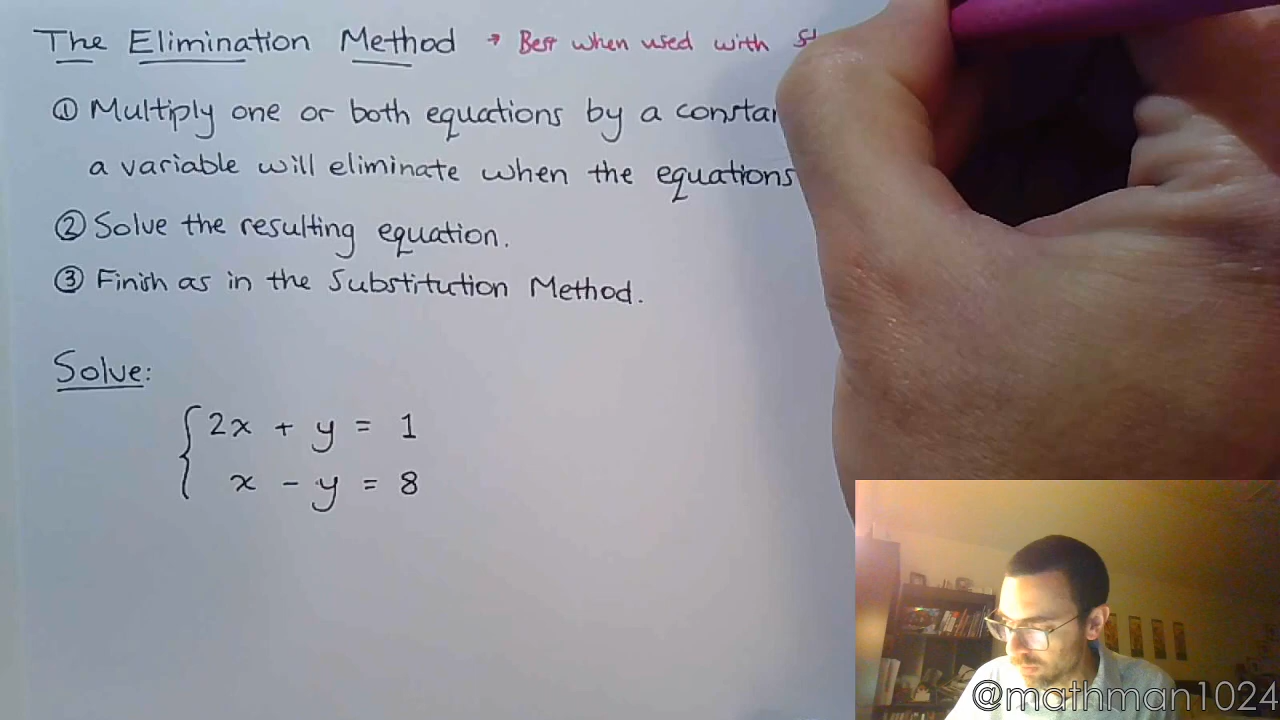 The Elimination Method → Best when used with
① Multiply one or both equations by a
a variable will eliminate when the equations
② Solve the resulting equation.
③ Finish as in the Substitution Method.
Solve:
2x + y = 1
x - y = 8
@mathman1024